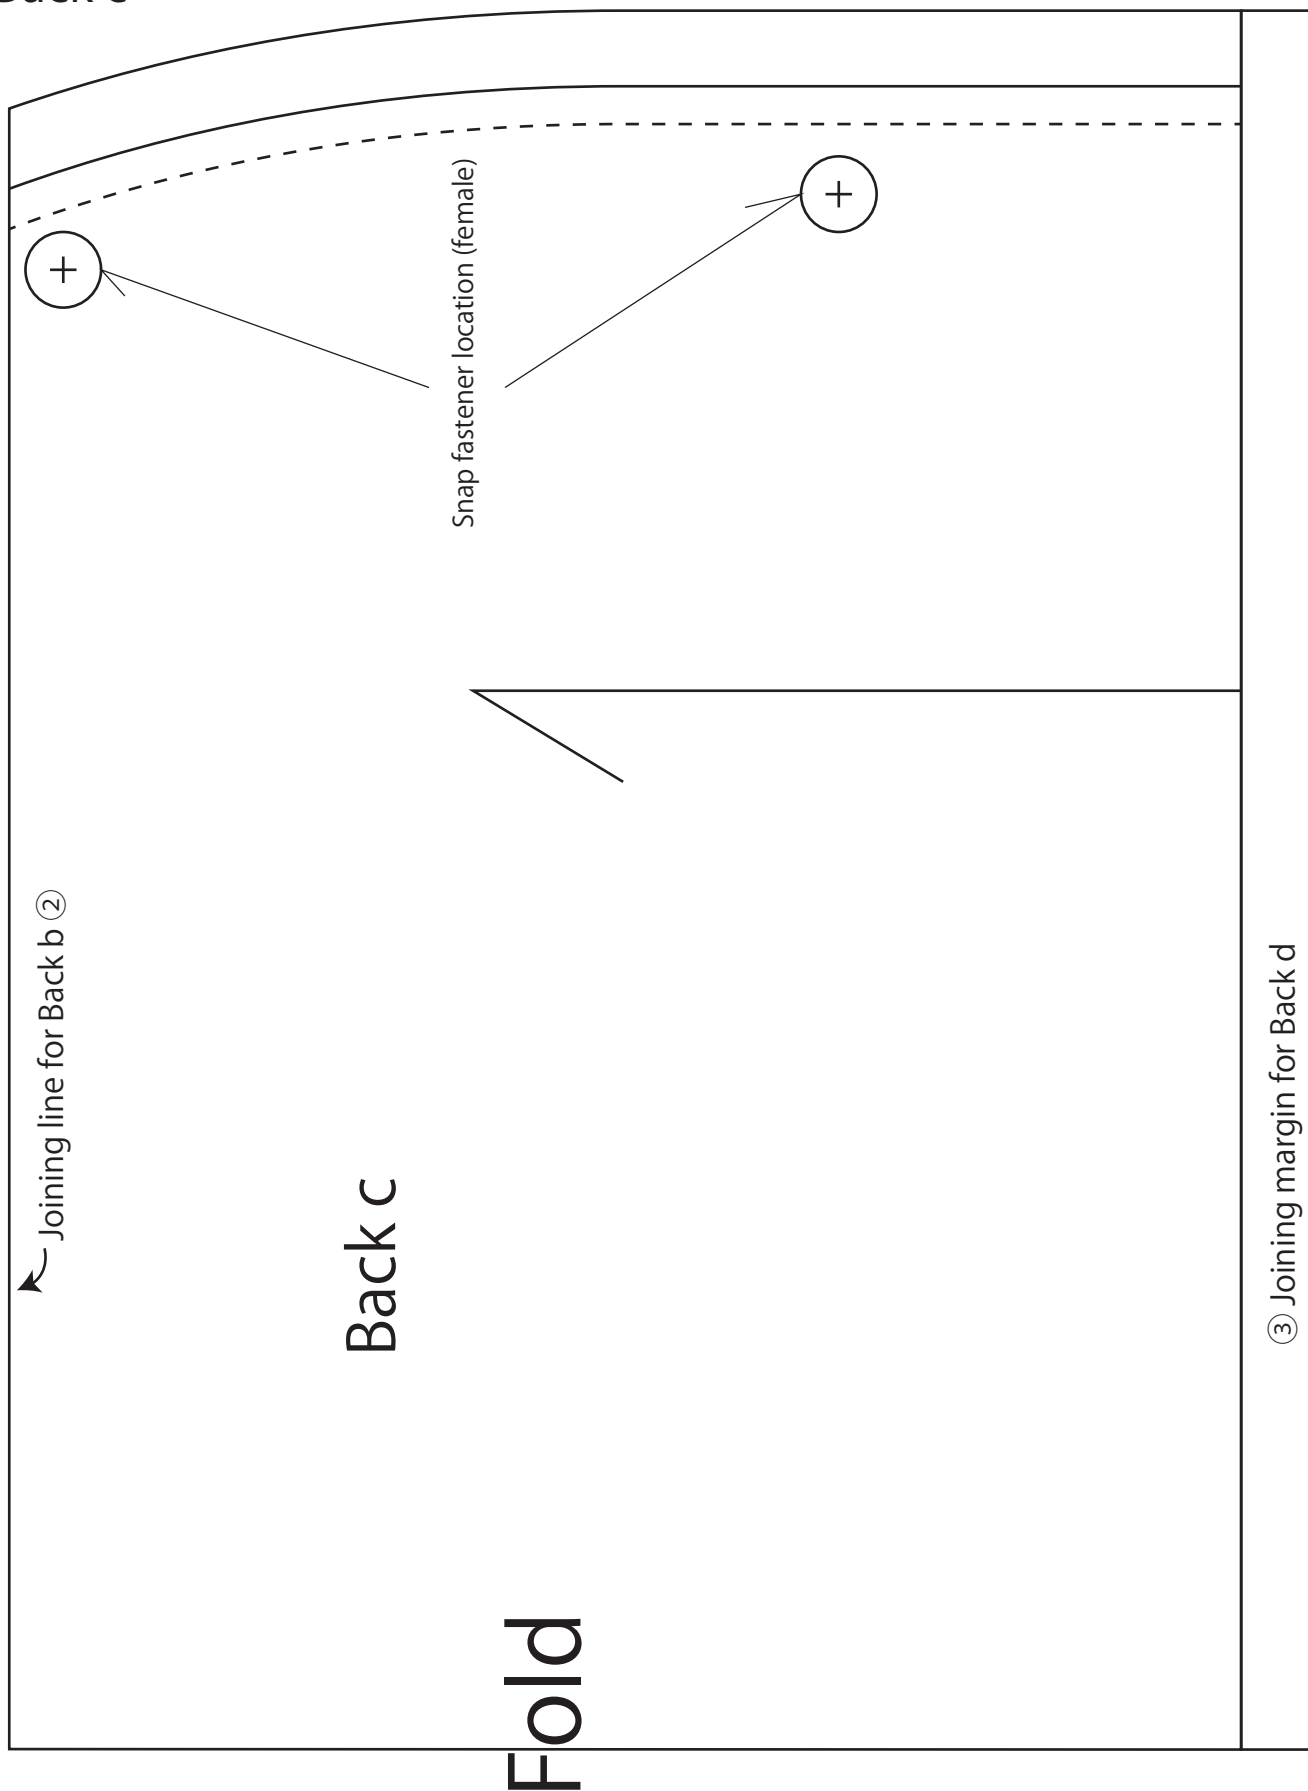 Snap fastener location (female)
Joining line for Back b ②
Back c
Fold
③ Joining margin for Back d